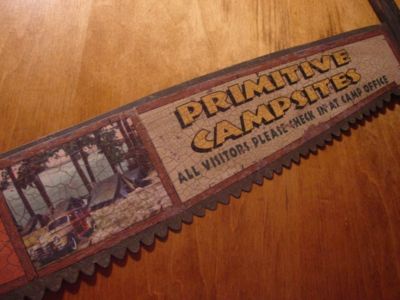 PRIMITIVE
CAMPSITES
ALL VISITORS PLEASE CHECK IN AT CAMP OFFICE